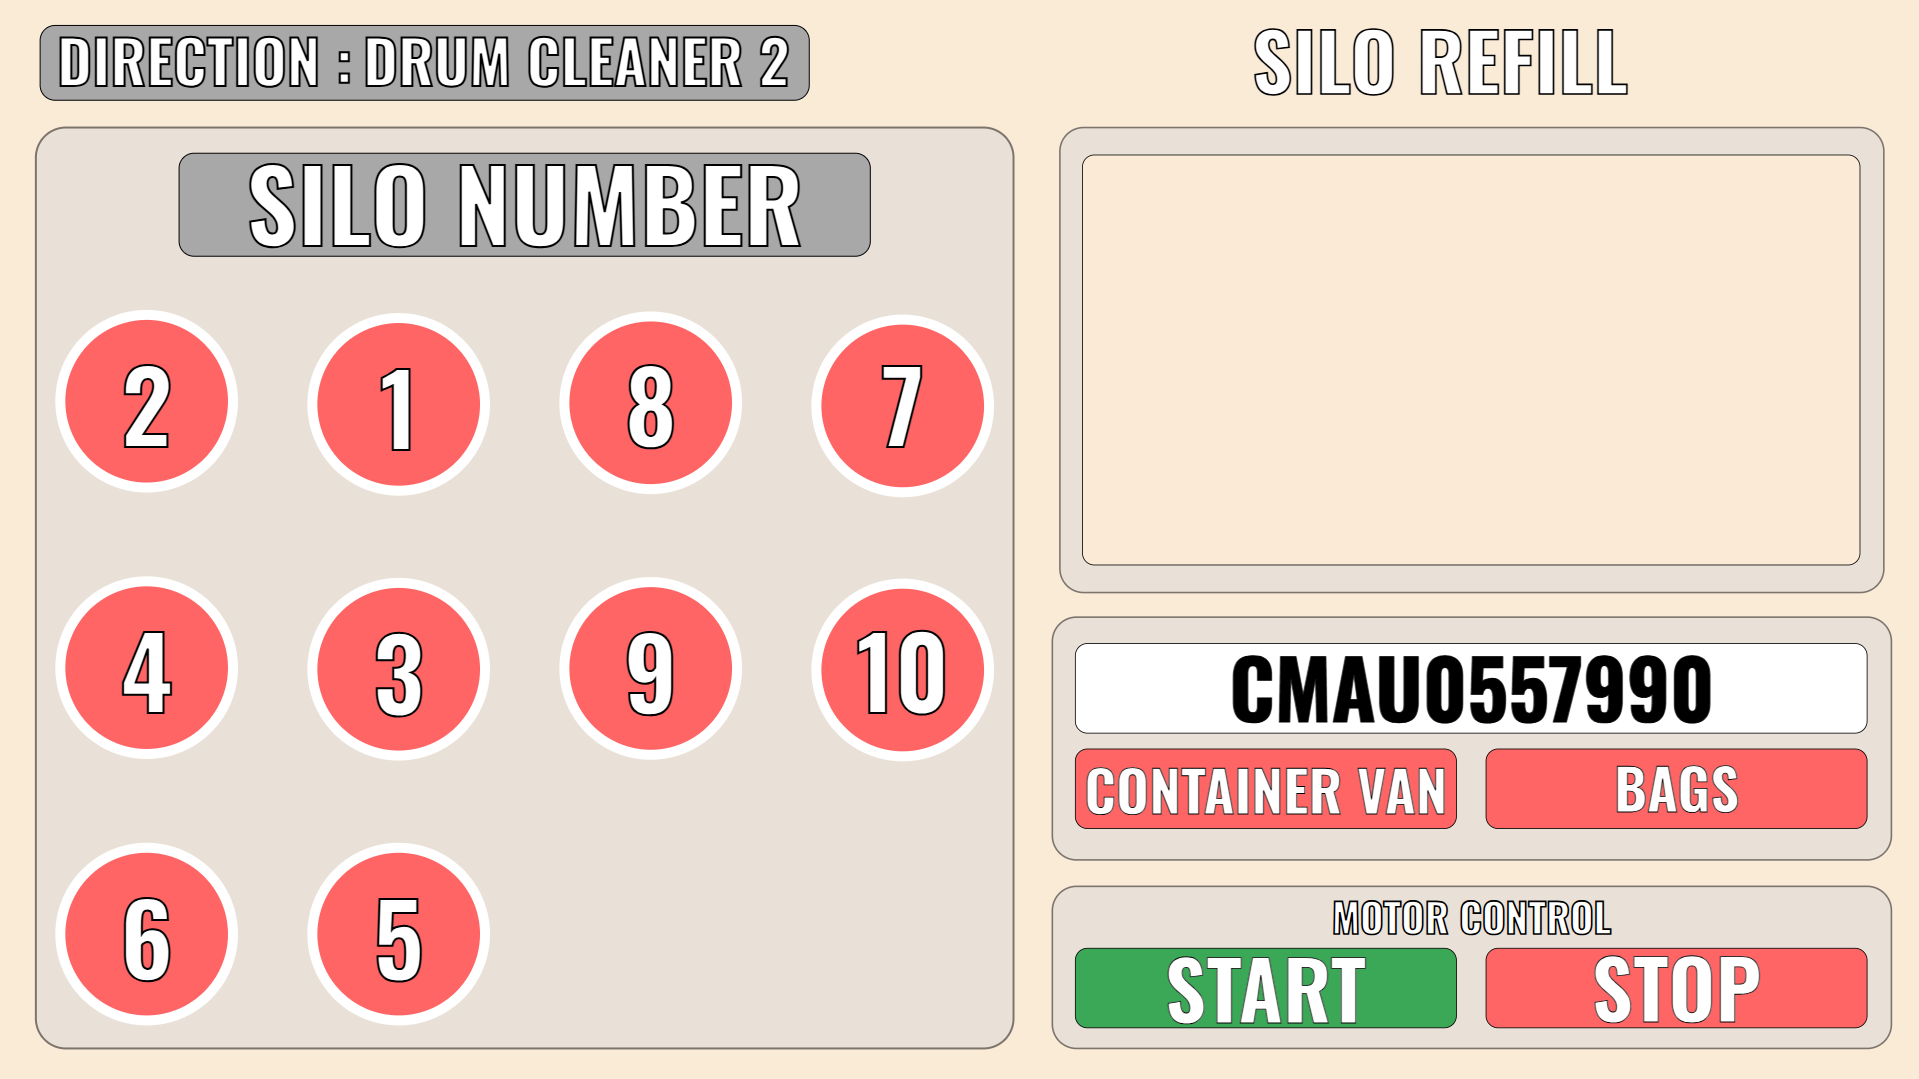 DIRECTION : DRUM CLEANER 2
SILO NUMBER
2 1 8 7
4 3 9 10
6 5
SILO REFILL
CMAU0557990
CONTAINER VAN BAGS
MOTOR CONTROL
START STOP